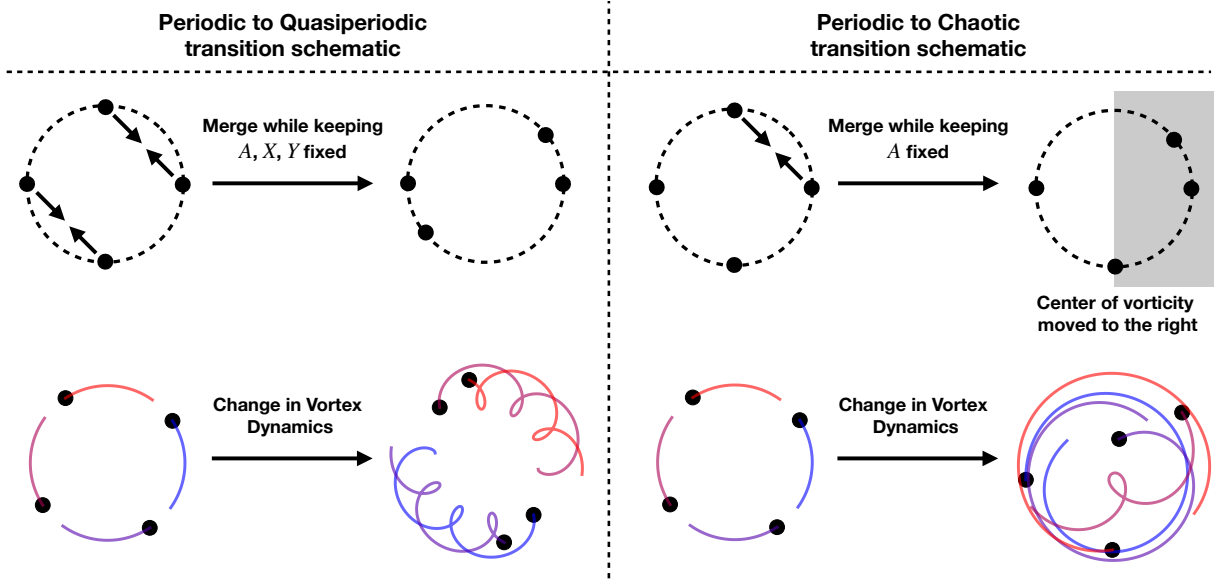 Periodic to Quasiperiodic
transition schematic
Periodic to Chaotic
transition schematic
Merge while keeping
A, X, Y fixed
Merge while keeping
A fixed
Center of vorticity
moved to the right
Change in Vortex
Dynamics
Change in Vortex
Dynamics